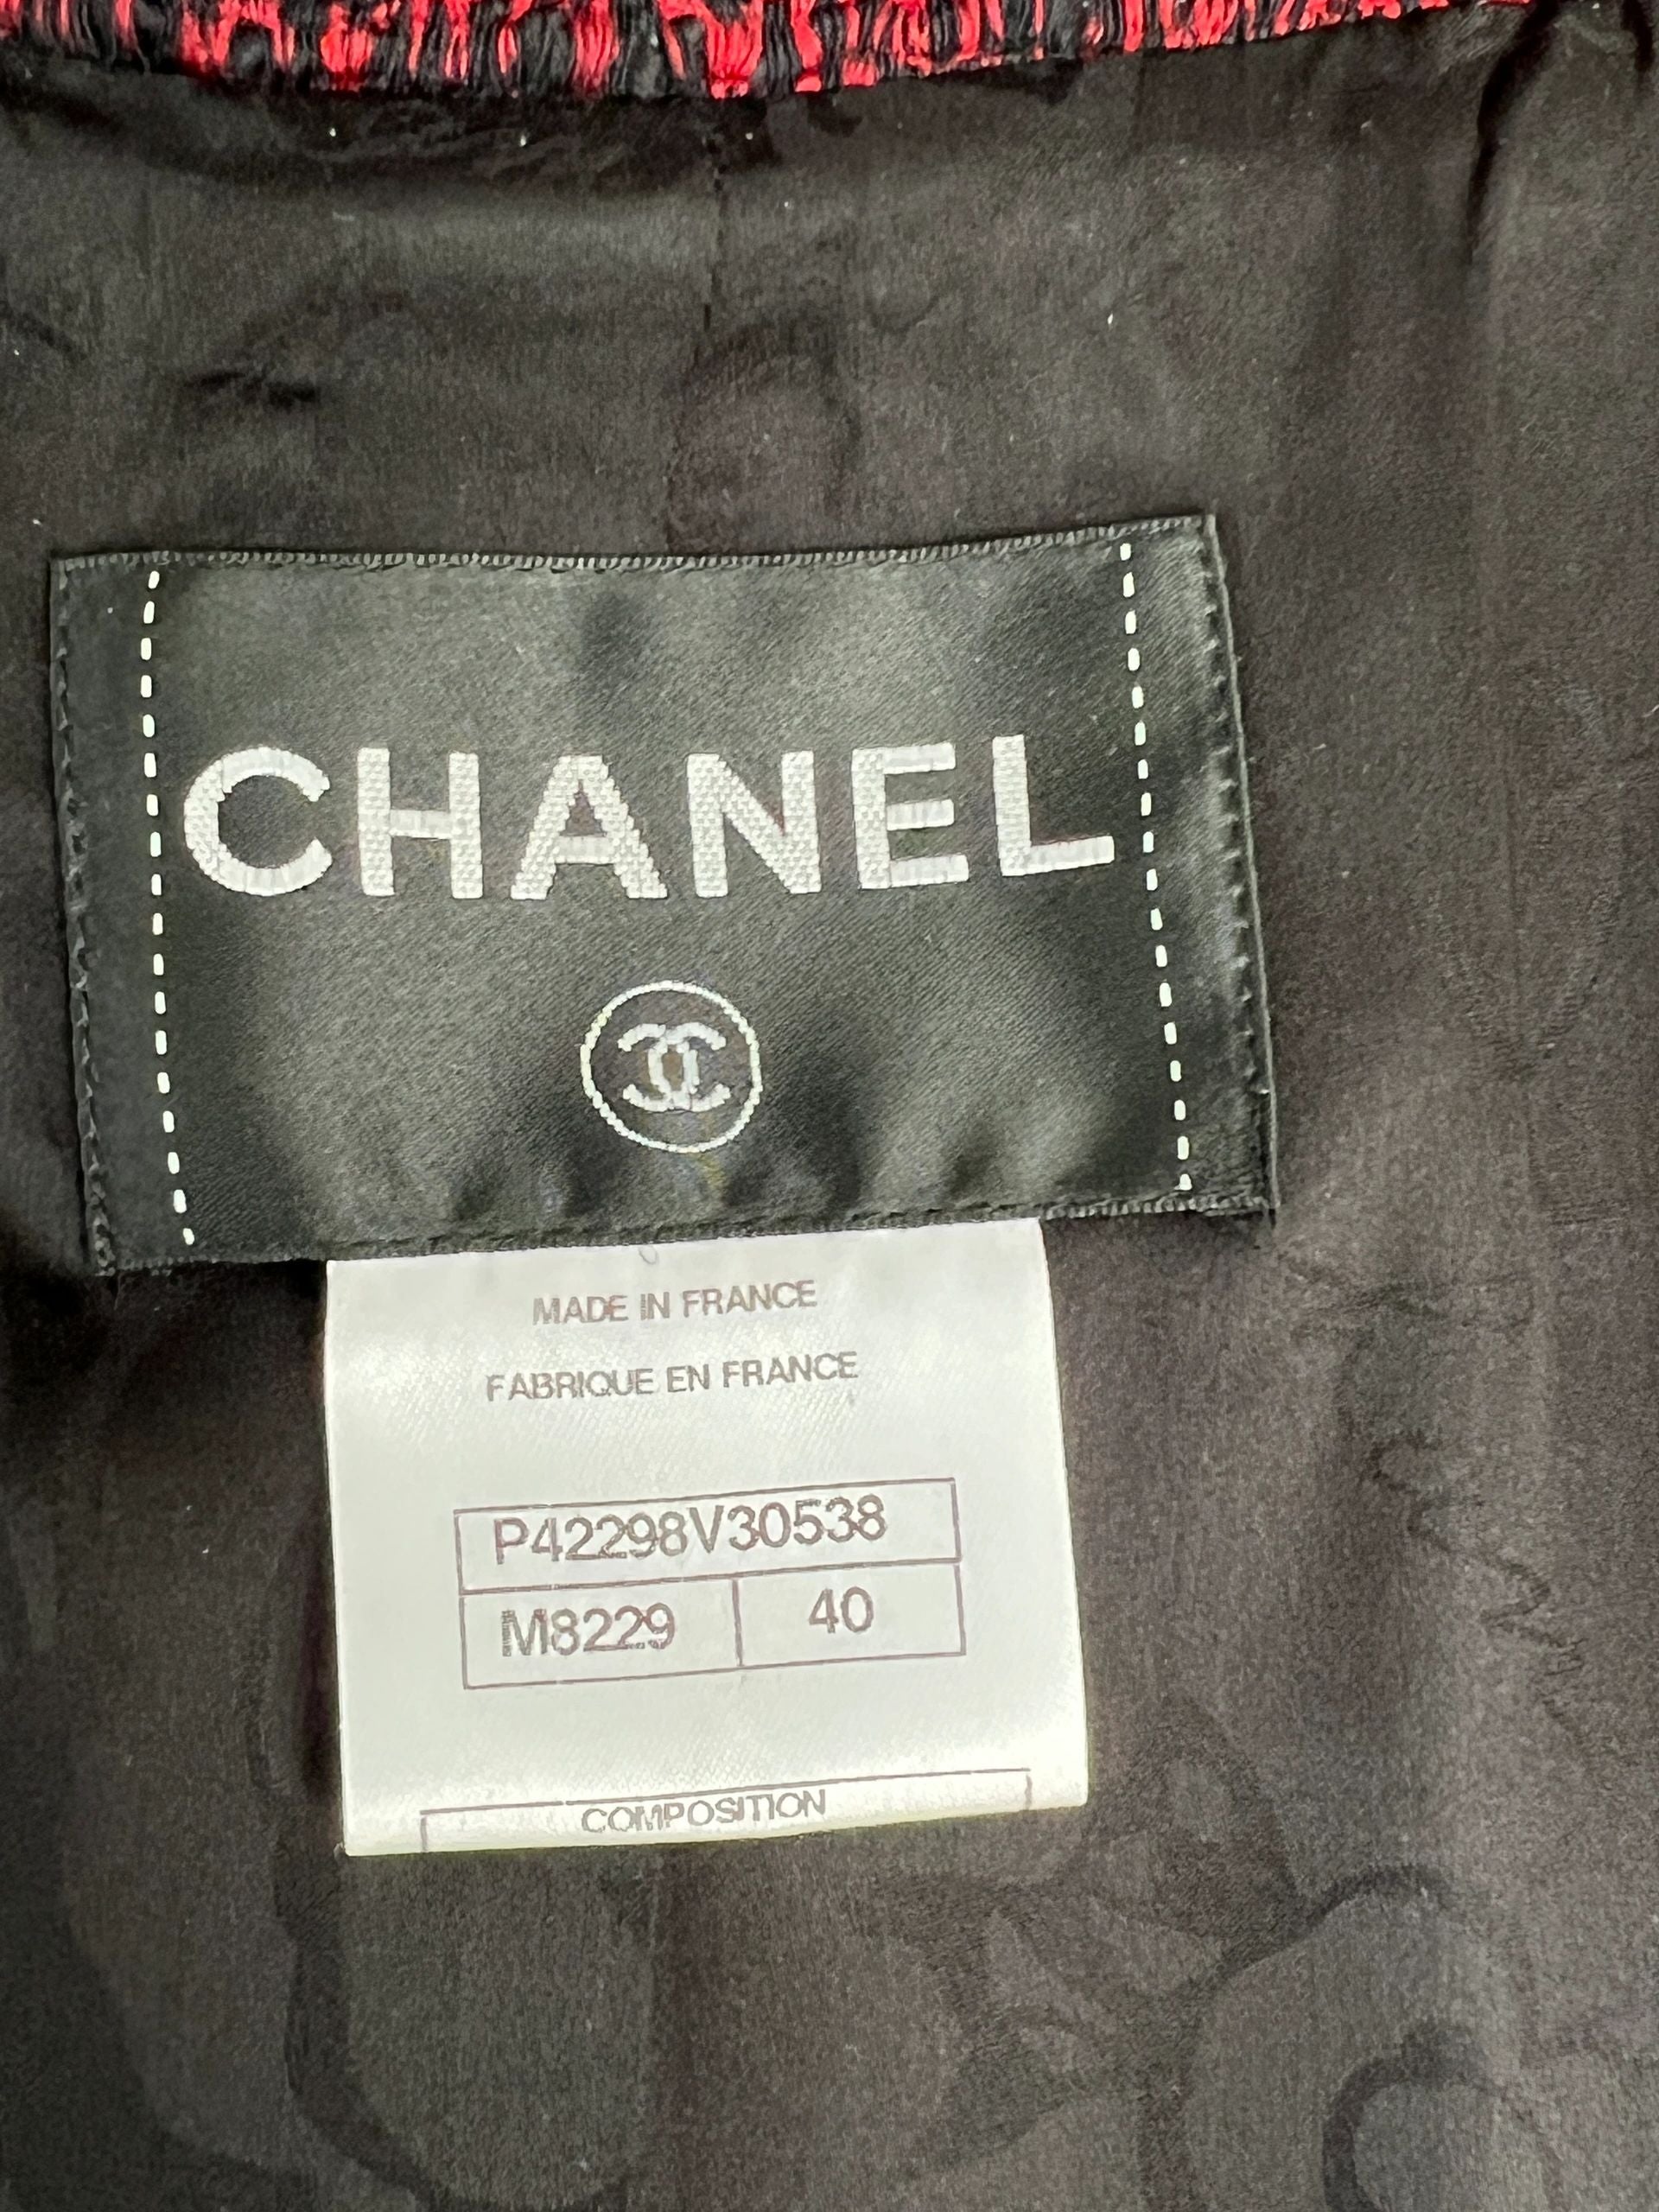 CHANEL
MADE IN FRANCE
FABRIQUE EN FRANCE
P42298V30538
M8229 40
COMPOSITION